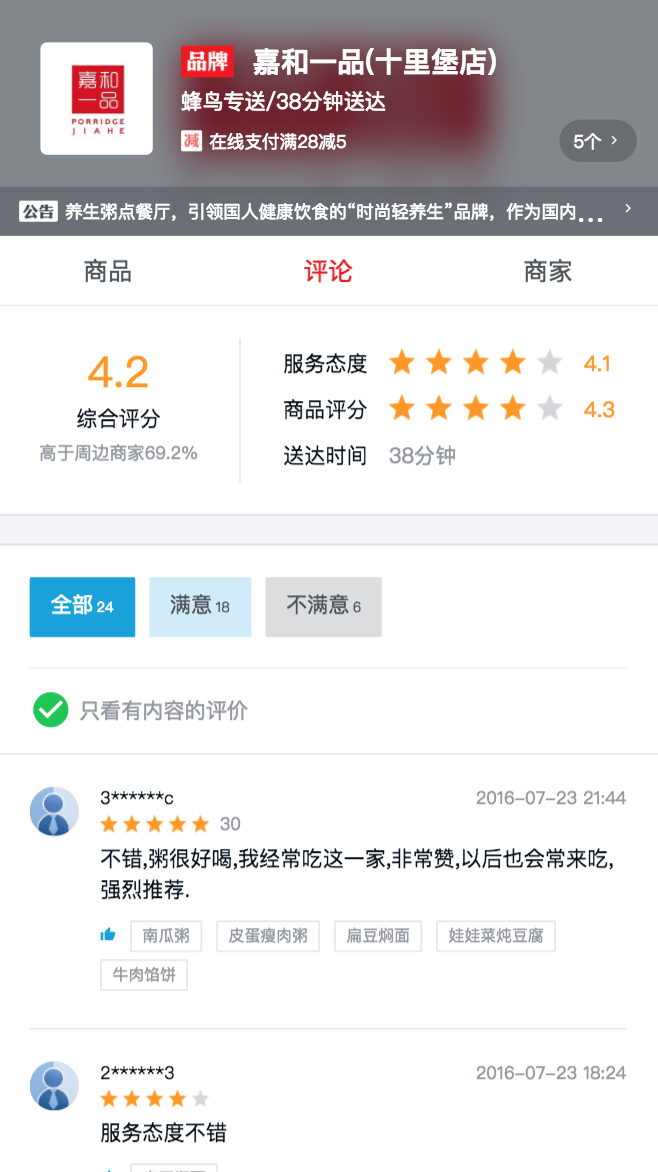 嘉和
一品
PORRIDGE
JIAHE
品牌 嘉和一品(十里堡店)
蜂鸟专送/38分钟送达
减 在线支付满28减5
5个 >
公告 养生粥点餐厅，引领国人健康饮食的“时尚轻养生”品牌，作为国内... >
商品 评论 商家
4.2
综合评分
高于周边商家69.2%
服务态度 4.1
商品评分 4.3
送达时间 38分钟
全部 24 满意 18 不满意 6
只看有内容的评价
3******c 2016-07-23 21:44
30
不错,粥很好喝,我经常吃这一家,非常赞,以后也会常来吃,
强烈推荐.
南瓜粥 皮蛋瘦肉粥 扁豆焖面 娃娃菜炖豆腐
牛肉馅饼
2******3 2016-07-23 18:24
服务态度不错